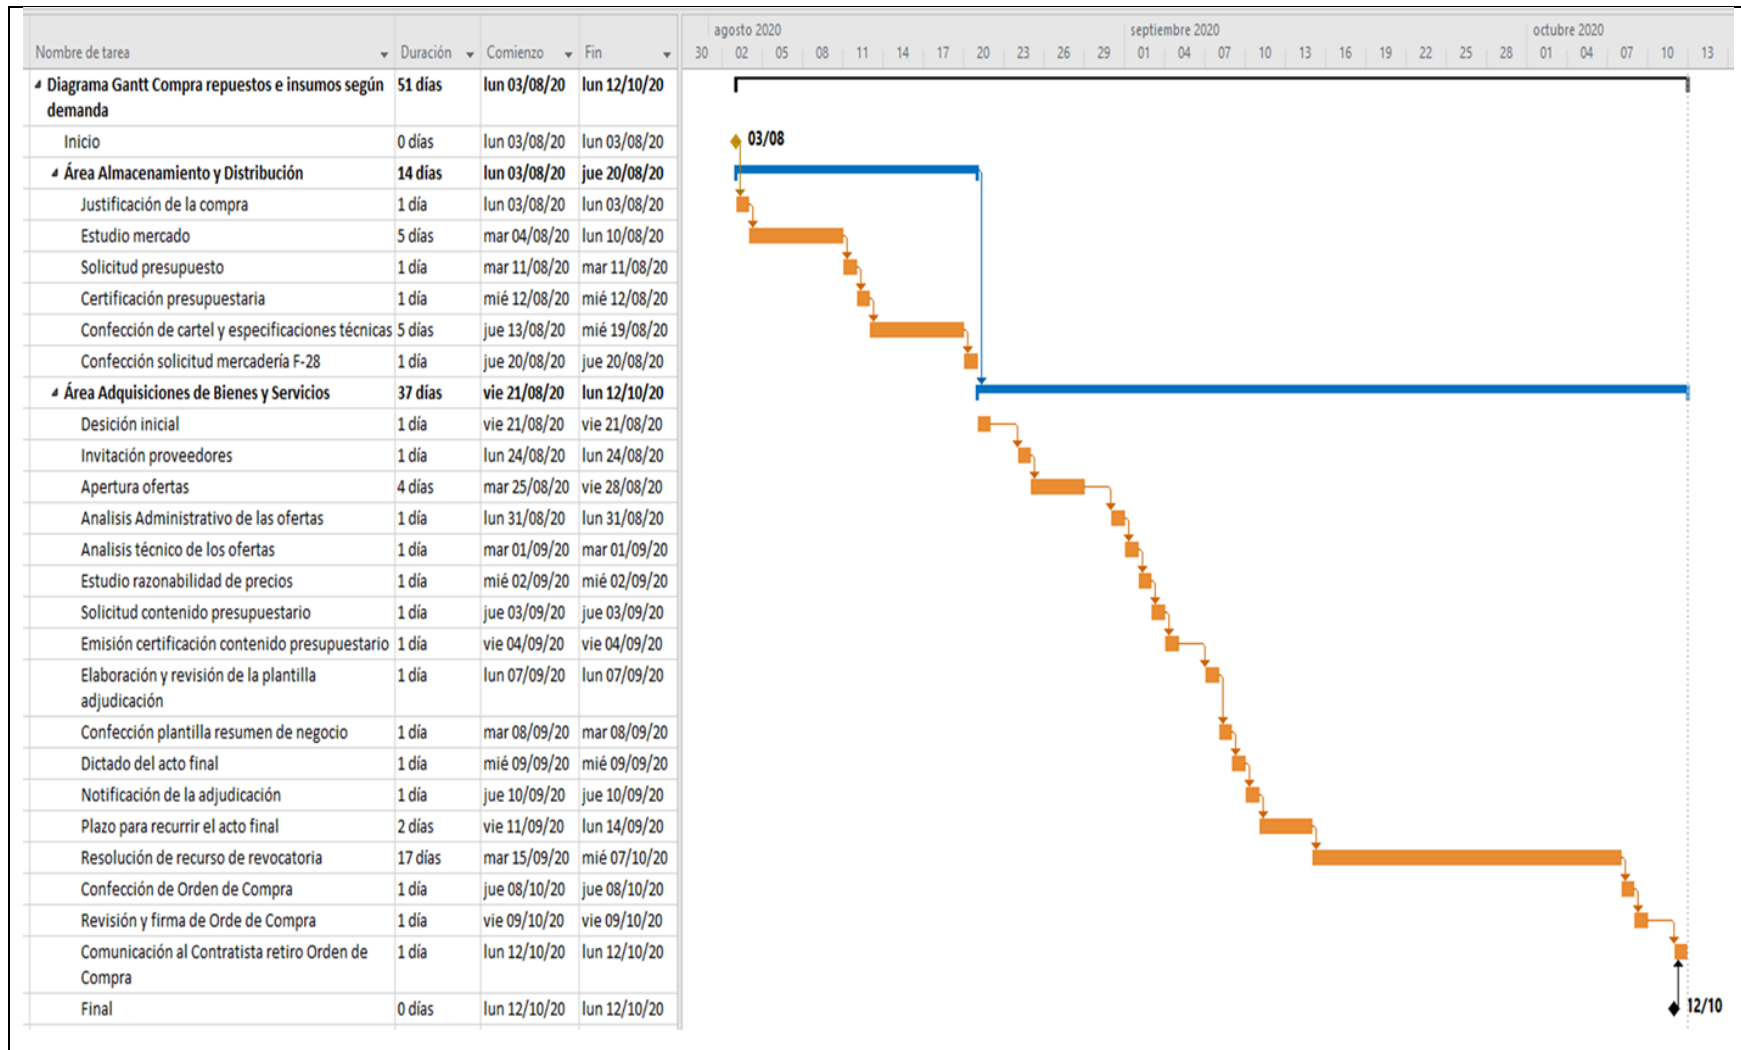 agosto 2020 septiembre 2020 octubre 2020
Nombre de tarea Duración Comienzo Fin 30 02 05 08 11 14 17 20 23 26 29 01 04 07 10 13 16 19 22 25 28 01 04 07 10 13
Diagrama Gantt Compra repuestos e insumos según 51 días lun 03/08/20 lun 12/10/20
demanda
Inicio 0 días lun 03/08/20 lun 03/08/20 03/08
Área Almacenamiento y Distribución 14 días lun 03/08/20 jue 20/08/20
Justificación de la compra 1 día lun 03/08/20 lun 03/08/20
Estudio mercado 5 días mar 04/08/20 lun 10/08/20
Solicitud presupuesto 1 día mar 11/08/20 mar 11/08/20
Certificación presupuestaria 1 día mié 12/08/20 mié 12/08/20
Confección de cartel y especificaciones técnicas 5 días jue 13/08/20 mié 19/08/20
Confección solicitud mercadería F-28 1 día jue 20/08/20 jue 20/08/20
Área Adquisiciones de Bienes y Servicios 37 días vie 21/08/20 lun 12/10/20
Desición inicial 1 día vie 21/08/20 vie 21/08/20
Invitación proveedores 1 día lun 24/08/20 lun 24/08/20
Apertura ofertas 4 días mar 25/08/20 vie 28/08/20
Analisis Administrativo de las ofertas 1 día lun 31/08/20 lun 31/08/20
Analisis técnico de los ofertas 1 día mar 01/09/20 mar 01/09/20
Estudio razonabilidad de precios 1 día mié 02/09/20 mié 02/09/20
Solicitud contenido presupuestario 1 día jue 03/09/20 jue 03/09/20
Emisión certificación contenido presupuestario 1 día vie 04/09/20 vie 04/09/20
Elaboración y revisión de la plantilla 1 día lun 07/09/20 lun 07/09/20
adjudicación
Confección plantilla resumen de negocio 1 día mar 08/09/20 mar 08/09/20
Dictado del acto final 1 día mié 09/09/20 mié 09/09/20
Notificación de la adjudicación 1 día jue 10/09/20 jue 10/09/20
Plazo para recurrir el acto final 2 días vie 11/09/20 lun 14/09/20
Resolución de recurso de revocatoria 17 días mar 15/09/20 mié 07/10/20
Confección de Orden de Compra 1 día jue 08/10/20 jue 08/10/20
Revisión y firma de Orde de Compra 1 día vie 09/10/20 vie 09/10/20
Comunicación al Contratista retiro Orden de 1 día lun 12/10/20 lun 12/10/20
Compra
Final 0 días lun 12/10/20 lun 12/10/20 12/10